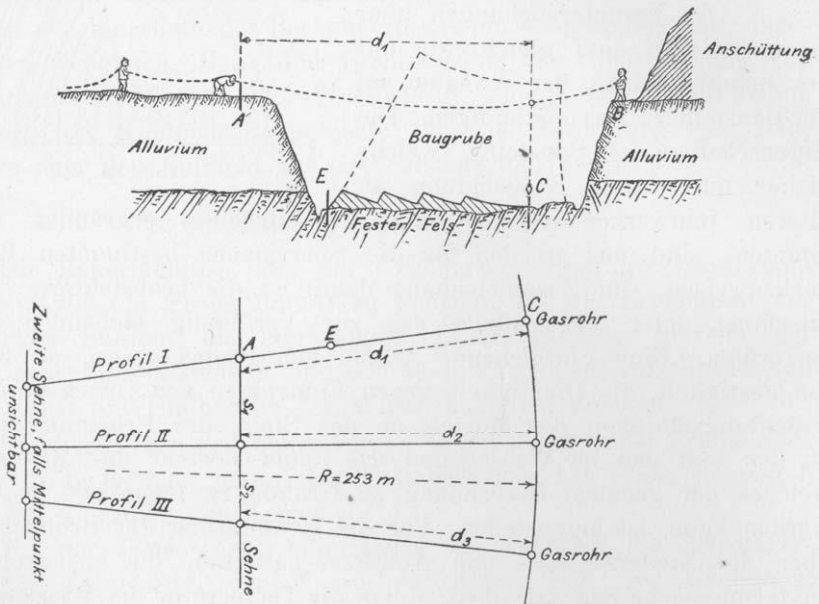 d₁
Anschüttung
A
B
Alluvium
Baugrube
Alluvium
E
C
Fester Fels
C
Gasrohr
A
E
Profil I
d₁
S₁
Profil II
d₂
Gasrohr
R = 253 m
S₂
Profil III
d₃
Gasrohr
Sehne
Zweite Sehne, falls Mittelpunkt
unsichtbar